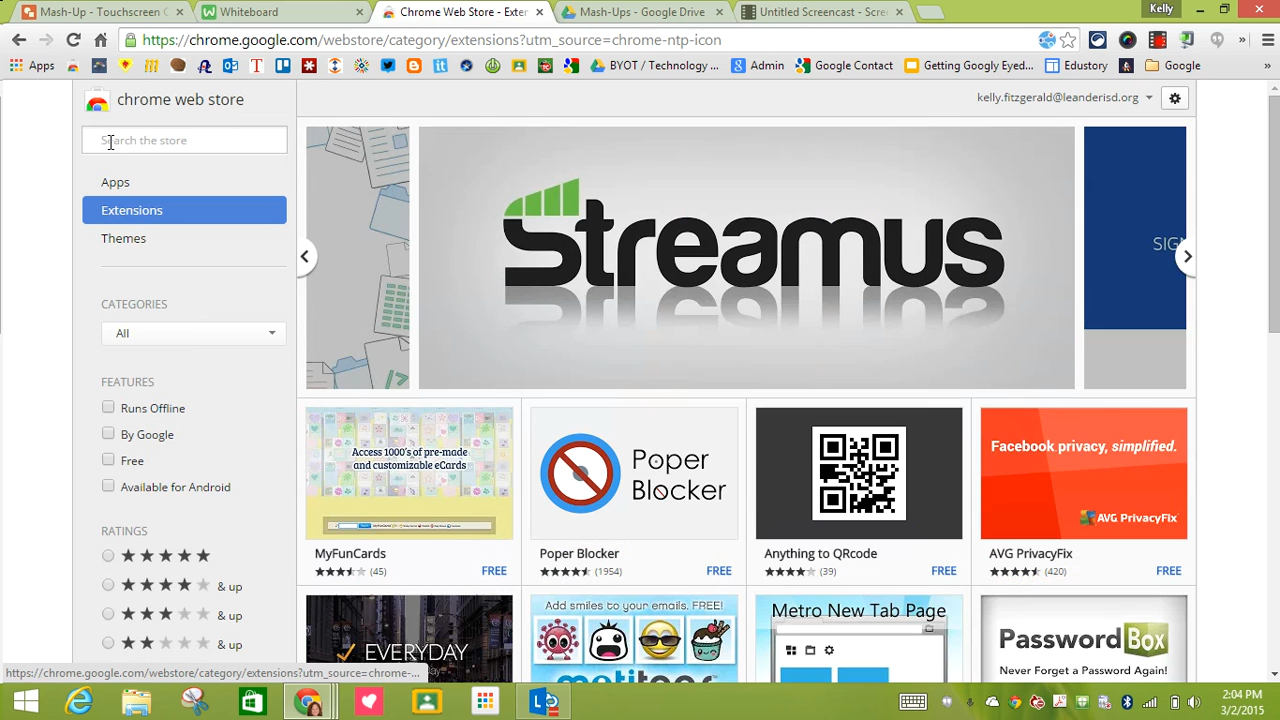 Mash-Up - Touchscreen C
Whiteboard
Chrome Web Store - Exten
Mash-Ups - Google Drive
Untitled Screencast - Scre
Kelly
https://chrome.google.com/webstore/category/extensions?utm_source=chrome-ntp-icon
Apps
BYOT / Technology ...
Admin
Google Contact
Getting Googly Eyed...
Edustory
Google
chrome web store
kelly.fitzgerald@leanderisd.org
Search the store
Apps
Extensions
Themes
CATEGORIES
All
FEATURES
Runs Offline
By Google
Free
Available for Android
RATINGS
& up
& up
& up
Streamus
SIG
Access 1000's of pre-made
and customizable eCards
MyFunCards
(45) FREE
Poper
Blocker
Poper Blocker
(1954) FREE
Anything to QRcode
(39) FREE
Facebook privacy, simplified.
AVG PrivacyFix
AVG PrivacyFix
(420) FREE
EVERYDAY
Add smiles to your emails. FREE!
Metro New Tab Page
PasswordBox
Never Forget a Password Again!
https://chrome.google.com/webstore/category/extensions?utm_source=chrome-...
2:04 PM
3/2/2015